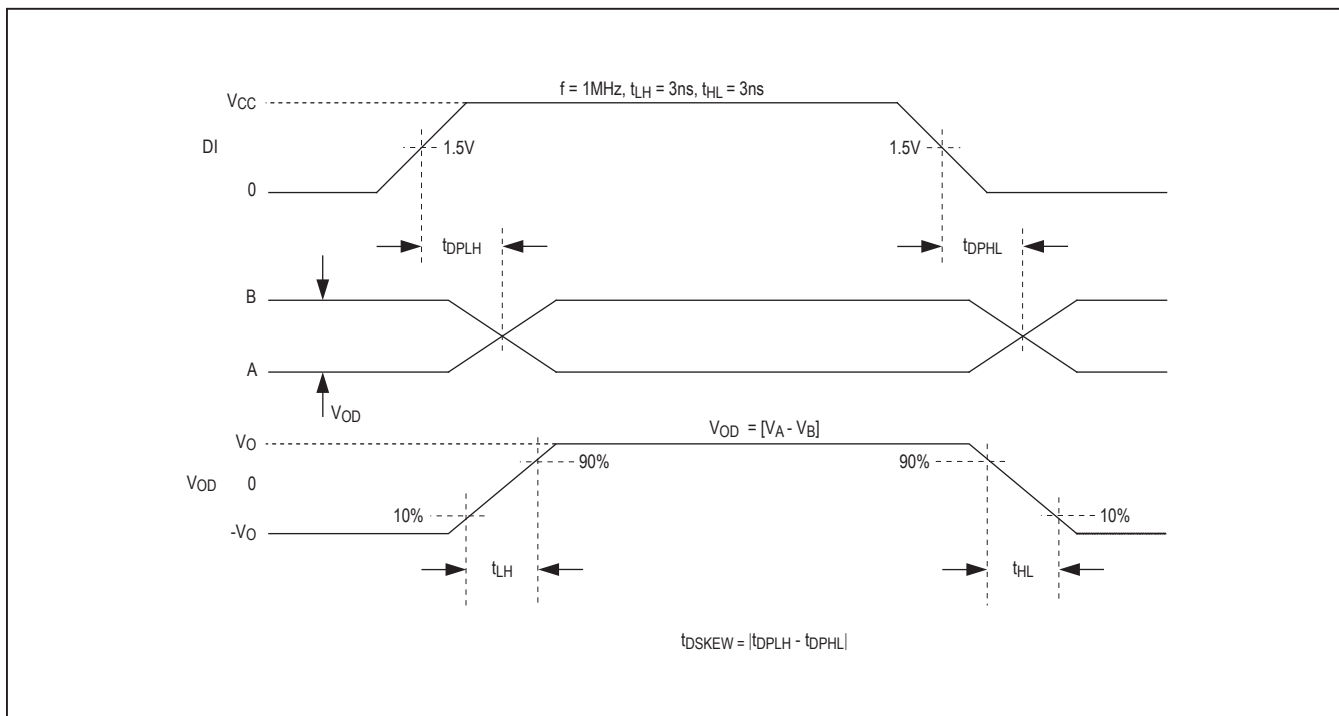 f = 1MHz, tLH = 3ns, tHL = 3ns
VCC
DI
1.5V
1.5V
0
tDPLH
tDPHL
B
A
VOD
VOD = [VA - VB]
VO
90%
90%
VOD 0
10%
10%
-VO
tLH
tHL
tDSKEW = |tDPLH - tDPHL|